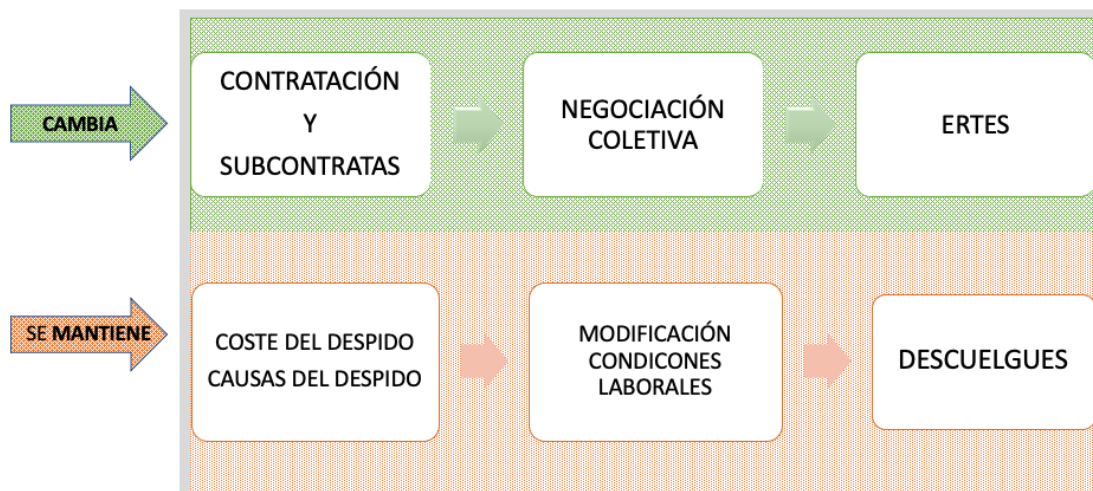 CAMBIA
CONTRATACIÓN
Y
SUBCONTRATAS
NEGOCIACIÓN
COLETIVA
ERTES
SE MANTIENE
COSTE DEL DESPIDO
CAUSAS DEL DESPIDO
MODIFICACIÓN
CONDICONES
LABORALES
DESCUELGUES